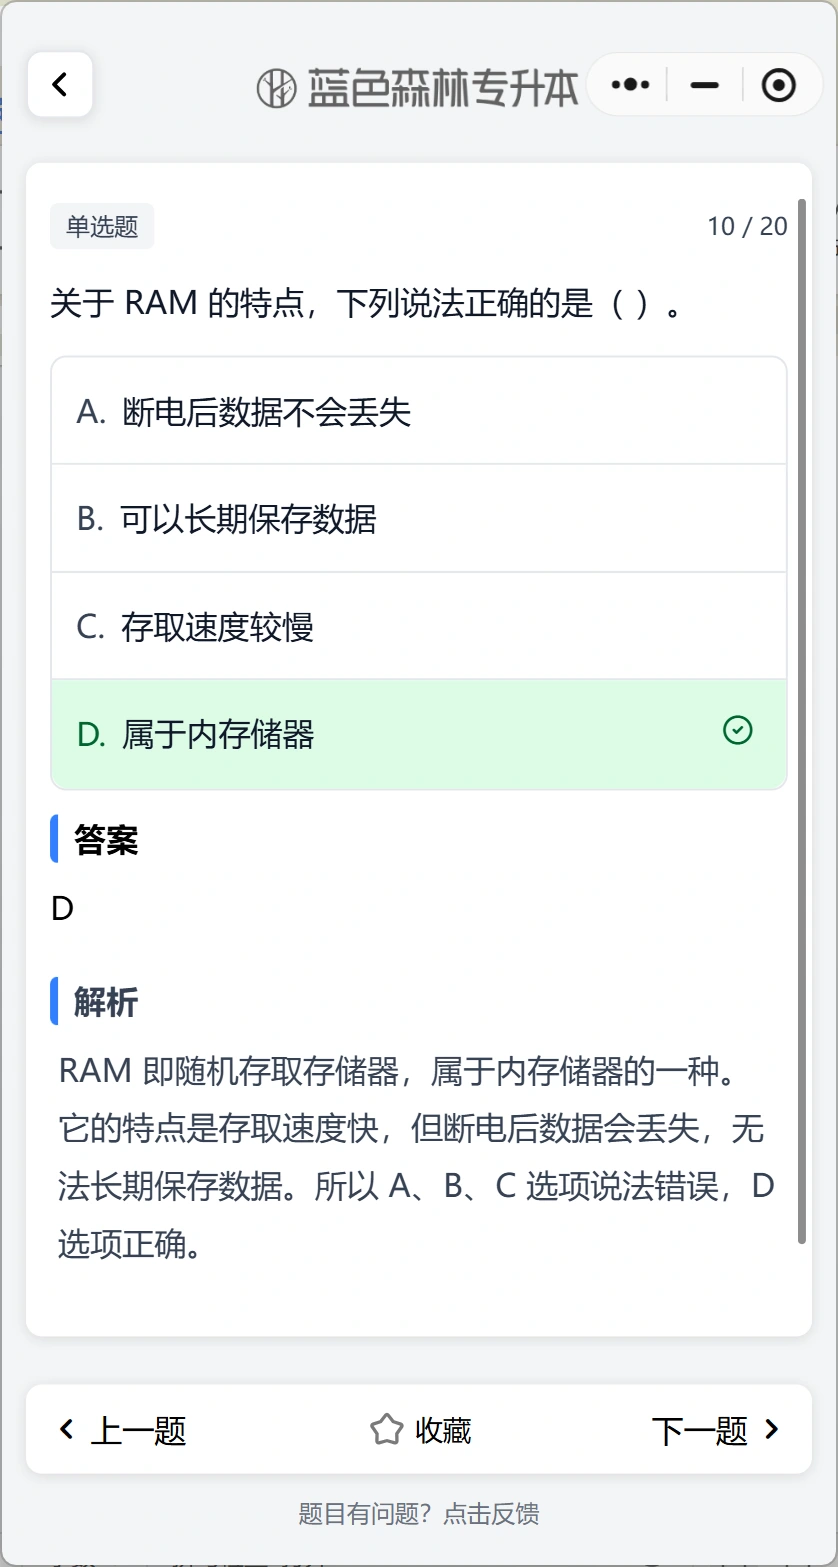 蓝色森林专升本
单选题
10 / 20
关于 RAM 的特点，下列说法正确的是（ ）。
A. 断电后数据不会丢失
B. 可以长期保存数据
C. 存取速度较慢
D. 属于内存储器
答案
D
解析
RAM 即随机存取存储器，属于内存储器的一种。
它的特点是存取速度快，但断电后数据会丢失，无
法长期保存数据。所以 A、B、C 选项说法错误，D
选项正确。
上一题
收藏
下一题
题目有问题？点击反馈